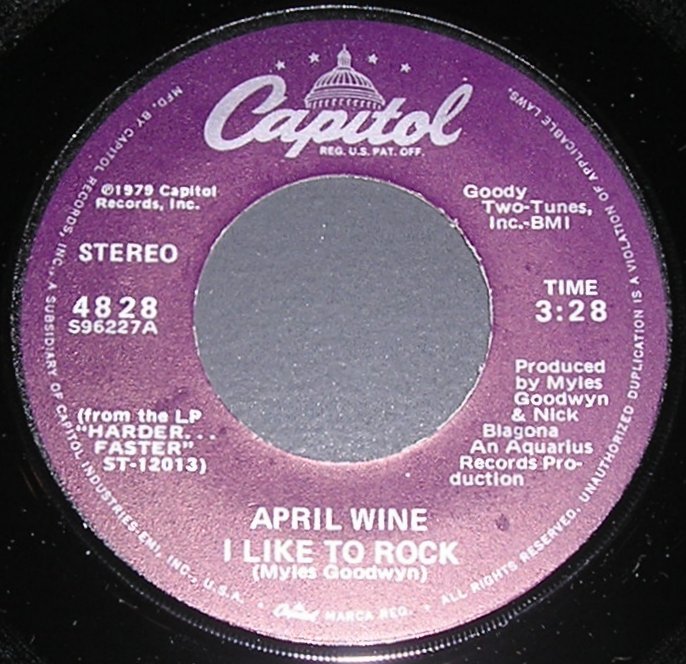 Capitol
REG. U.S. PAT. OFF.
℗1979 Capitol
Records, Inc.
STEREO
4828
S96227A
(from the LP
"HARDER...
FASTER"
ST-12013)
Goody
Two-Tunes,
Inc.-BMI
TIME
3:28
Produced
by Myles
Goodwyn
& Nick
Blagona
An Aquarius
Records Pro-
duction
APRIL WINE
I LIKE TO ROCK
(Myles Goodwyn)
MFD. BY CAPITOL RECORDS, INC., A SUBSIDIARY OF CAPITOL INDUSTRIES-EMI, INC., U.S.A. • Capitol MARCA REG. • ALL RIGHTS RESERVED. UNAUTHORIZED DUPLICATION IS A VIOLATION OF APPLICABLE LAWS.